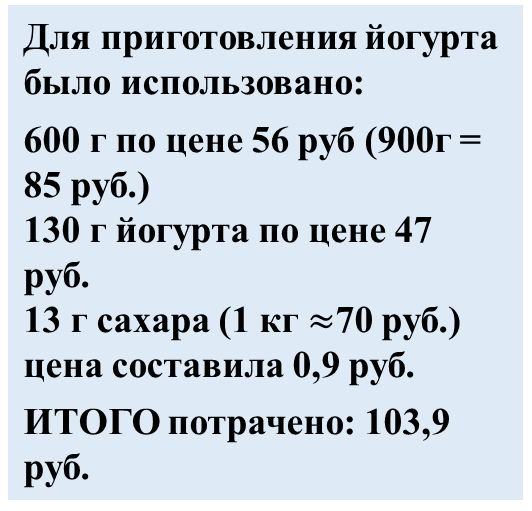 Для приготовления йогурта
было использовано:
600 г по цене 56 руб (900г =
85 руб.)
130 г йогурта по цене 47
руб.
13 г сахара (1 кг ≈70 руб.)
цена составила 0,9 руб.
ИТОГО потрачено: 103,9
руб.